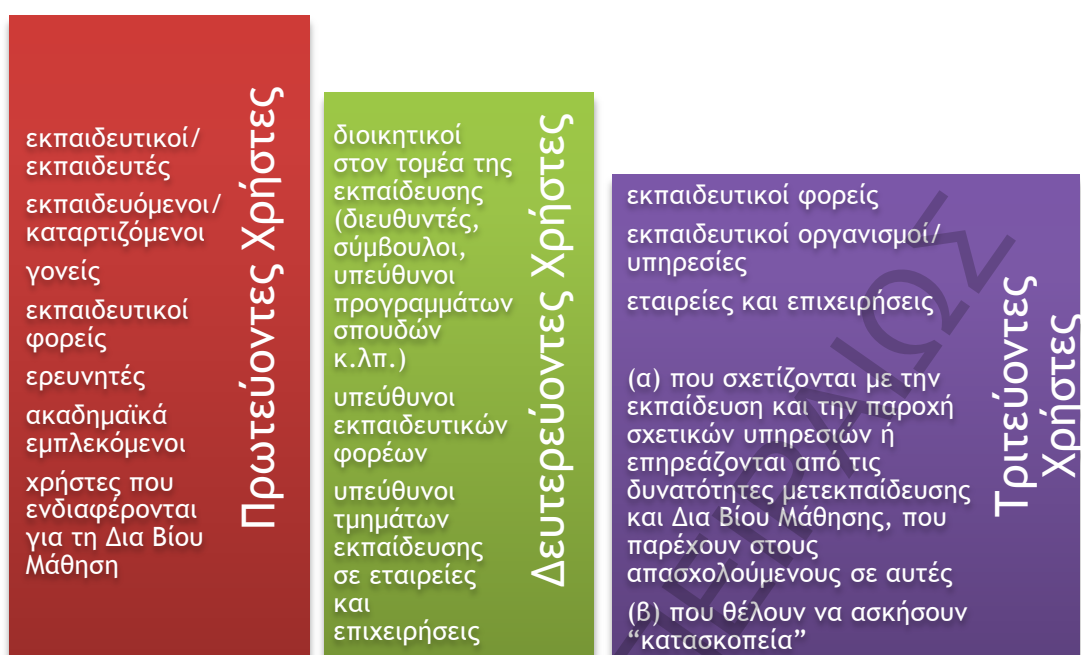 εκπαιδευτικοί/
εκπαιδευτές
εκπαιδευόμενοι/
καταρτιζόμενοι
γονείς
εκπαιδευτικοί
φορείς
ερευνητές
ακαδημαϊκά
εμπλεκόμενοι
χρήστες που
ενδιαφέρονται
για τη Δια Βίου
Μάθηση
Πρωτεύοντες Χρήστες
διοικητικοί
στον τομέα της
εκπαίδευσης
(διευθυντές,
σύμβουλοι,
υπεύθυνοι
προγραμμάτων
σπουδών
κ.λπ.)
υπεύθυνοι
εκπαιδευτικών
φορέων
υπεύθυνοι
τμημάτων
εκπαίδευσης
σε εταιρείες
και
επιχειρήσεις
Δευτερεύοντες Χρήστες
εκπαιδευτικοί φορείς
εκπαιδευτικοί οργανισμοί/
υπηρεσίες
εταιρείες και επιχειρήσεις
(α) που σχετίζονται με την
εκπαίδευση και την παροχή
σχετικών υπηρεσιών ή
επηρεάζονται από τις
δυνατότητες μετεκπαίδευσης
και Δια Βίου Μάθησης, που
παρέχουν στους
απασχολούμενους σε αυτές
(β) που θέλουν να ασκήσουν
“κατασκοπεία”
Τριτεύοντες
Χρήστες
ΠΕΙΡΑΙΩΣ